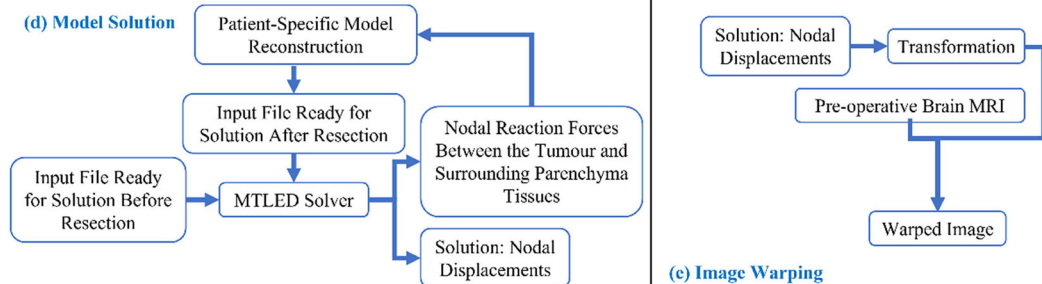 (d) Model Solution
Patient-Specific Model
Reconstruction
Input File Ready for
Solution After Resection
Input File Ready
for Solution Before
Resection
MTLED Solver
Nodal Reaction Forces
Between the Tumour and
Surrounding Parenchyma
Tissues
Solution: Nodal
Displacements
Solution: Nodal
Displacements
Transformation
Pre-operative Brain MRI
Warped Image
(e) Image Warping